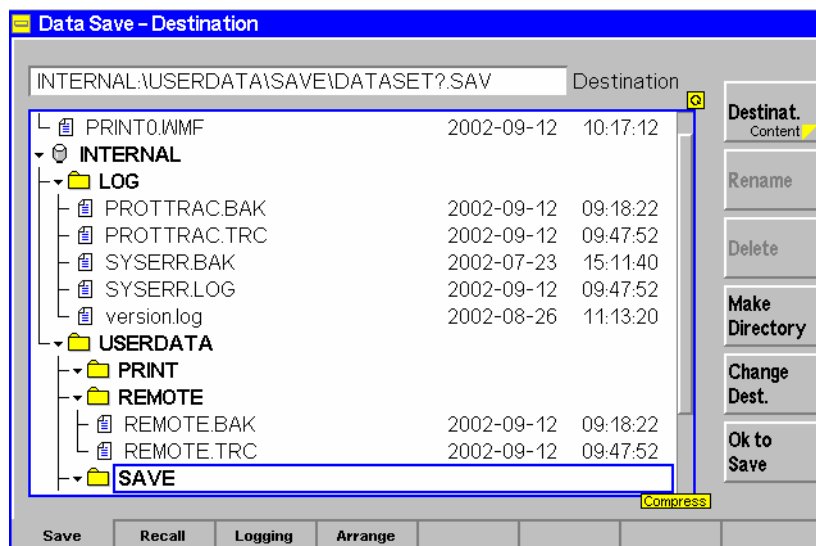 Data Save – Destination
INTERNAL:\USERDATA\SAVE\DATASET?.SAV Destination
PRINT0.WMF 2002-09-12 10:17:12
INTERNAL
LOG
PROTTRAC.BAK 2002-09-12 09:18:22
PROTTRAC.TRC 2002-09-12 09:47:52
SYSERR.BAK 2002-07-23 15:11:40
SYSERR.LOG 2002-09-12 09:47:52
version.log 2002-08-26 11:13:20
USERDATA
PRINT
REMOTE
REMOTE.BAK 2002-09-12 09:18:22
REMOTE.TRC 2002-09-12 09:47:52
SAVE
Compress
Destinat.
Content
Rename
Delete
Make
Directory
Change
Dest.
Ok to
Save
Save Recall Logging Arrange